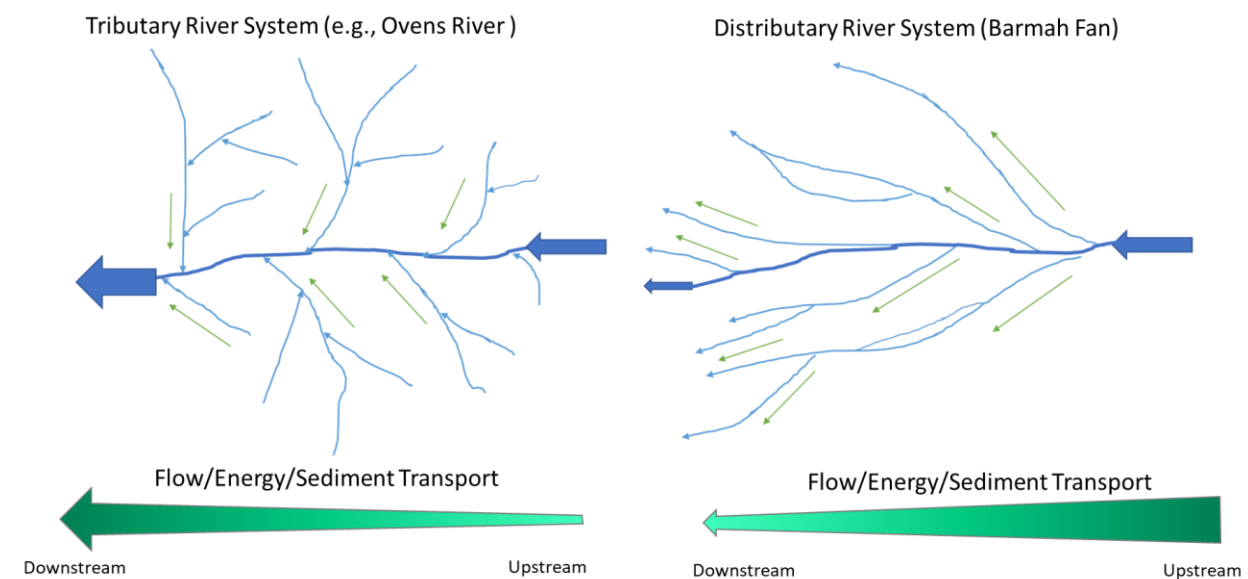 Tributary River System (e.g., Ovens River )
Distributary River System (Barmah Fan)
Flow/Energy/Sediment Transport
Flow/Energy/Sediment Transport
Downstream
Upstream
Downstream
Upstream